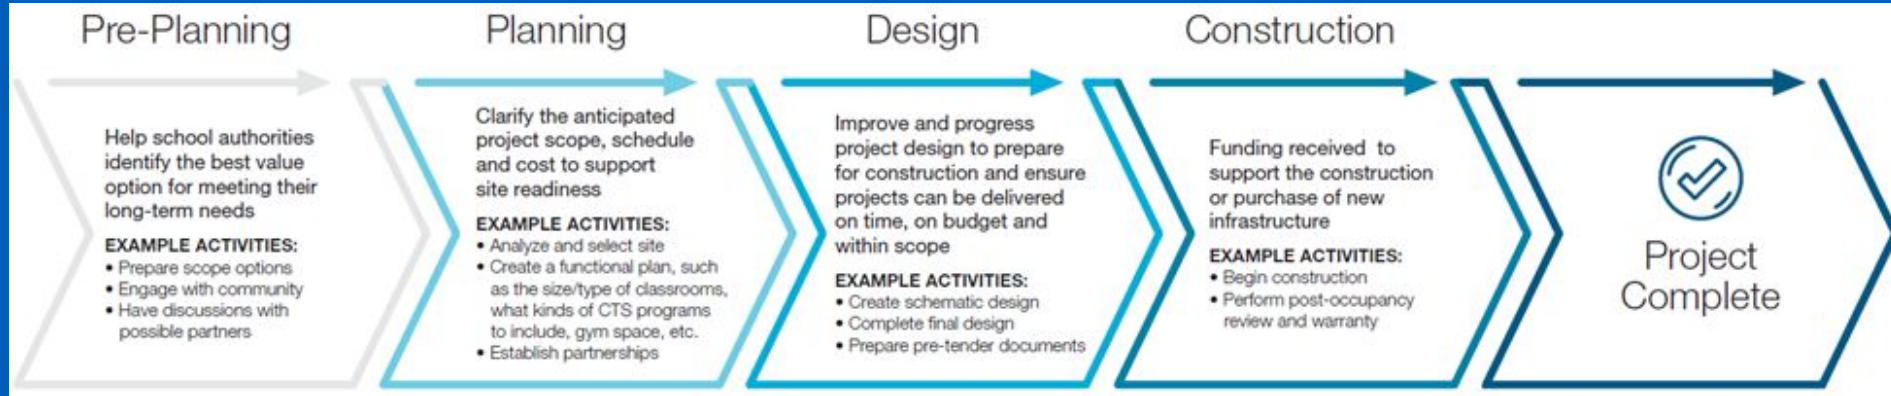 Pre-Planning
Help school authorities
identify the best value
option for meeting their
long-term needs
EXAMPLE ACTIVITIES:
• Prepare scope options
• Engage with community
• Have discussions with
possible partners
Planning
Clarify the anticipated
project scope, schedule
and cost to support
site readiness
EXAMPLE ACTIVITIES:
• Analyze and select site
• Create a functional plan, such
as the size/type of classrooms,
what kinds of CTS programs
to include, gym space, etc.
• Establish partnerships
Design
Improve and progress
project design to prepare
for construction and ensure
projects can be delivered
on time, on budget and
within scope
EXAMPLE ACTIVITIES:
• Create schematic design
• Complete final design
• Prepare pre-tender documents
Construction
Funding received to
support the construction
or purchase of new
infrastructure
EXAMPLE ACTIVITIES:
• Begin construction
• Perform post-occupancy
review and warranty
Project
Complete